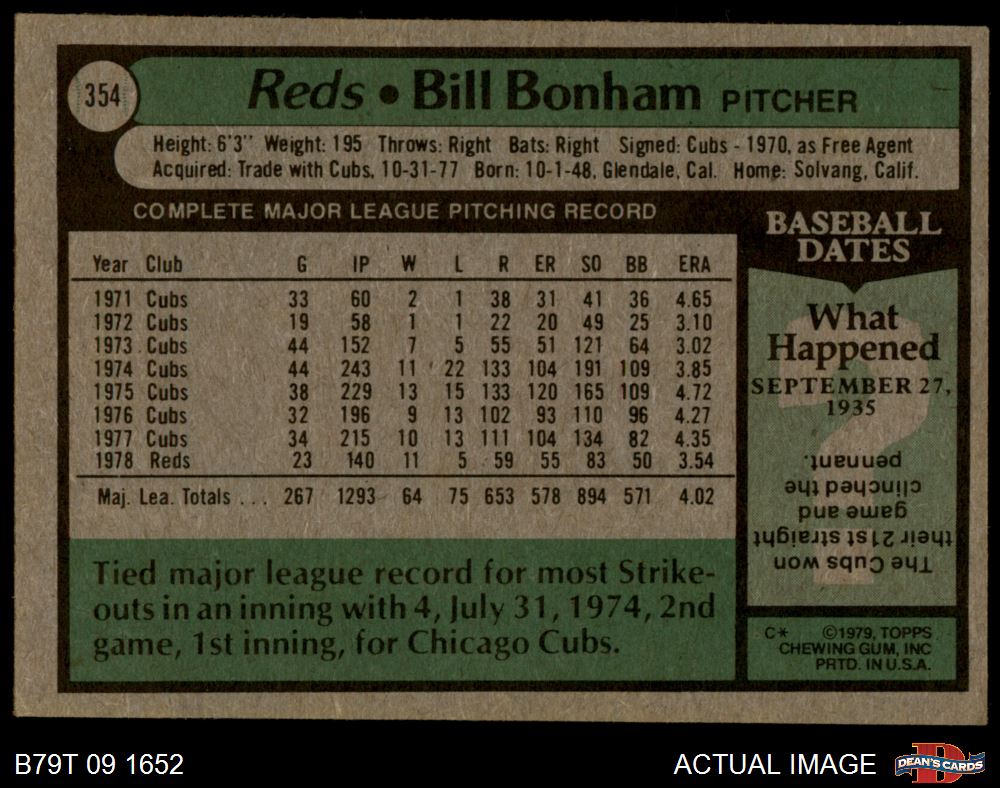 354
Reds • Bill Bonham PITCHER
Height: 6'3" Weight: 195 Throws: Right Bats: Right Signed: Cubs - 1970, as Free Agent
Acquired: Trade with Cubs, 10-31-77 Born: 10-1-48, Glendale, Cal. Home: Solvang, Calif.
COMPLETE MAJOR LEAGUE PITCHING RECORD
Year Club G IP W L R ER SO BB ERA
1971 Cubs 33 60 2 1 38 31 41 36 4.65
1972 Cubs 19 58 1 1 22 20 49 25 3.10
1973 Cubs 44 152 7 5 55 51 121 64 3.02
1974 Cubs 44 243 11 22 133 104 191 109 3.85
1975 Cubs 38 229 13 15 133 120 165 109 4.72
1976 Cubs 32 196 9 13 102 93 110 96 4.27
1977 Cubs 34 215 10 13 111 104 134 82 4.35
1978 Reds 23 140 11 5 59 55 83 50 3.54
Maj. Lea. Totals . . . 267 1293 64 75 653 578 894 571 4.02
Tied major league record for most Strike-
outs in an inning with 4, July 31, 1974, 2nd
game, 1st inning, for Chicago Cubs.
BASEBALL
DATES
What
Happened
SEPTEMBER 27,
1935
The Cubs won
their 21st straight
game and
clinched the
pennant.
C* ©1979, TOPPS
CHEWING GUM, INC
PRTD. IN U.S.A.
B79T 09 1652
ACTUAL IMAGE
DEAN'S CARDS